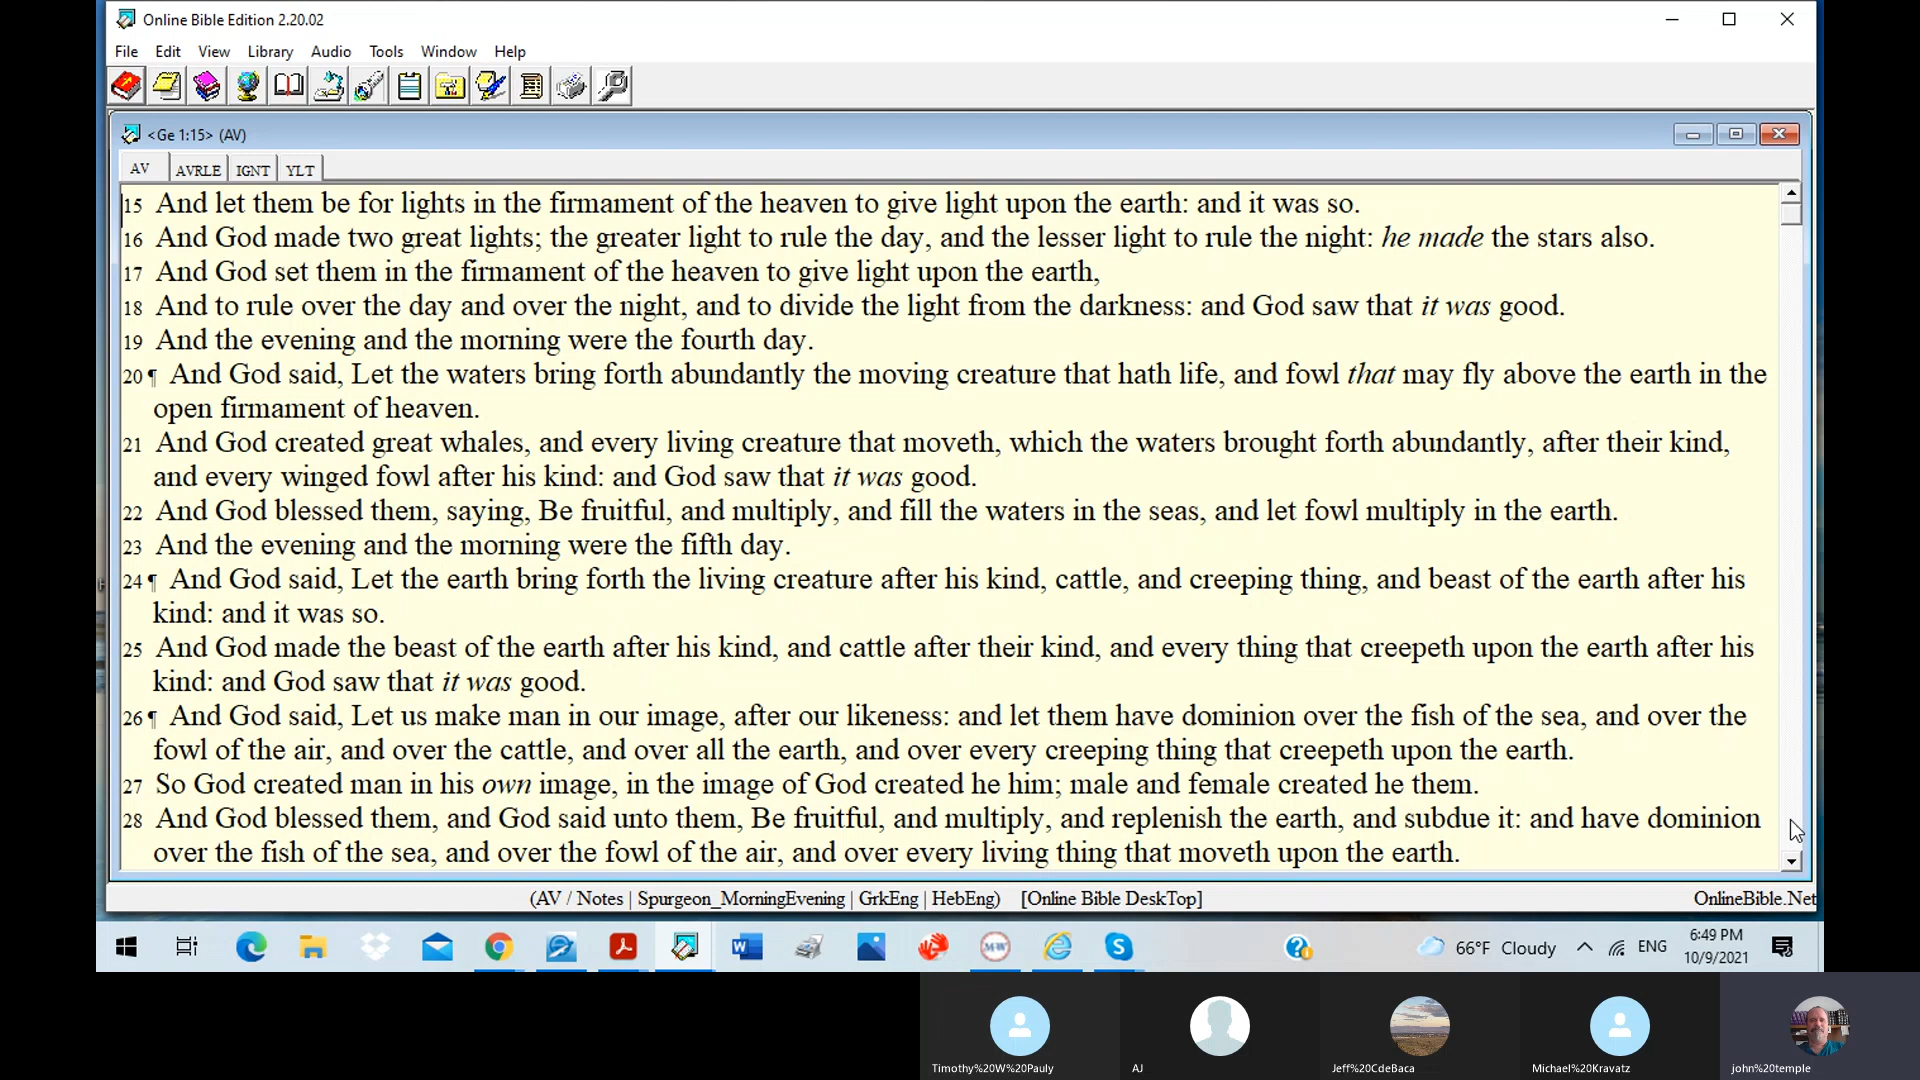 Online Bible Edition 2.20.02
File Edit View Library Audio Tools Window Help
<Ge 1:15> (AV)
AV AVRLE IGNT YLT
15 And let them be for lights in the firmament of the heaven to give light upon the earth: and it was so.
16 And God made two great lights; the greater light to rule the day, and the lesser light to rule the night: he made the stars also.
17 And God set them in the firmament of the heaven to give light upon the earth,
18 And to rule over the day and over the night, and to divide the light from the darkness: and God saw that it was good.
19 And the evening and the morning were the fourth day.
20 ¶ And God said, Let the waters bring forth abundantly the moving creature that hath life, and fowl that may fly above the earth in the
open firmament of heaven.
21 And God created great whales, and every living creature that moveth, which the waters brought forth abundantly, after their kind,
and every winged fowl after his kind: and God saw that it was good.
22 And God blessed them, saying, Be fruitful, and multiply, and fill the waters in the seas, and let fowl multiply in the earth.
23 And the evening and the morning were the fifth day.
24 ¶ And God said, Let the earth bring forth the living creature after his kind, cattle, and creeping thing, and beast of the earth after his
kind: and it was so.
25 And God made the beast of the earth after his kind, and cattle after their kind, and every thing that creepeth upon the earth after his
kind: and God saw that it was good.
26 ¶ And God said, Let us make man in our image, after our likeness: and let them have dominion over the fish of the sea, and over the
fowl of the air, and over the cattle, and over all the earth, and over every creeping thing that creepeth upon the earth.
27 So God created man in his own image, in the image of God created he him; male and female created he them.
28 And God blessed them, and God said unto them, Be fruitful, and multiply, and replenish the earth, and subdue it: and have dominion
over the fish of the sea, and over the fowl of the air, and over every living thing that moveth upon the earth.
(AV / Notes | Spurgeon_MorningEvening | GrkEng | HebEng) [Online Bible DeskTop] OnlineBible.Net
66°F Cloudy ENG 6:49 PM
10/9/2021
Timothy%20W%20Pauly AJ Jeff%20CdeBaca Michael%20Kravatz john%20temple